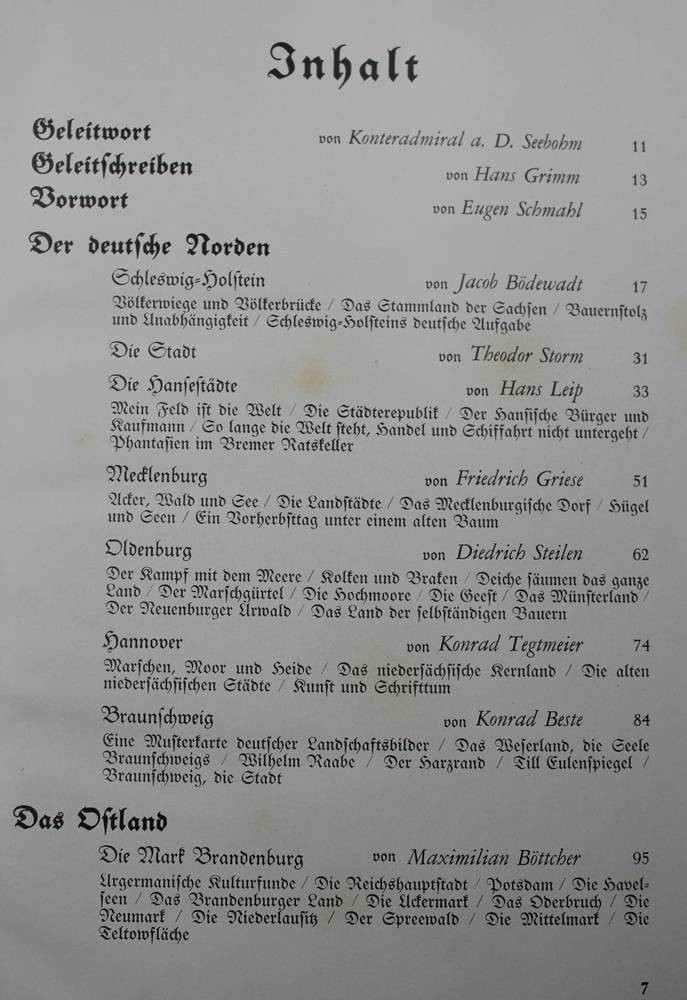 Inhalt
Geleitwort von Konteradmiral a. D. Seebohm 11
Geleitschreiben von Hans Grimm 13
Vorwort von Eugen Schmahl 15
Der deutsche Norden
Schleswig-Holstein von Jacob Bödewadt 17
Völkerwiege und Völkerbrücke / Das Stammland der Sachsen / Bauernstolz
und Unabhängigkeit / Schleswig-Holsteins deutsche Aufgabe
Die Stadt von Theodor Storm 31
Die Hansestädte von Hans Leip 33
Mein Feld ist die Welt / Die Städterepublik / Der Hansische Bürger und
Kaufmann / So lange die Welt steht, Handel und Schiffahrt nicht untergeht /
Phantasien im Bremer Ratskeller
Mecklenburg von Friedrich Griese 51
Acker, Wald und See / Die Landstädte / Das Mecklenburgische Dorf / Hügel
und Seen / Ein Vorherbsttag unter einem alten Baum
Oldenburg von Diedrich Steilen 62
Der Kampf mit dem Meere / Kolken und Braken / Deiche säumen das ganze
Land / Der Marschgürtel / Die Hochmoore / Die Geest / Das Münsterland /
Der Neuenburger Urwald / Das Land der selbständigen Bauern
Hannover von Konrad Tegtmeier 74
Marschen, Moor und Heide / Das niedersächsische Kernland / Die alten
niedersächsischen Städte / Kunst und Schrifttum
Braunschweig von Konrad Beste 84
Eine Musterkarte deutscher Landschaftsbilder / Das Weserland, die Seele
Braunschweigs / Wilhelm Raabe / Der Harzrand / Till Eulenspiegel /
Braunschweig, die Stadt
Das Ostland
Die Mark Brandenburg von Maximilian Böttcher 95
Urgermanische Kulturfunde / Die Reichshauptstadt / Potsdam / Die Havel-
seen / Das Brandenburger Land / Die Uckermark / Das Oderbruch / Die
Neumark / Die Niederlausitz / Der Spreewald / Die Mittelmark / Die
Teltowfläche
7